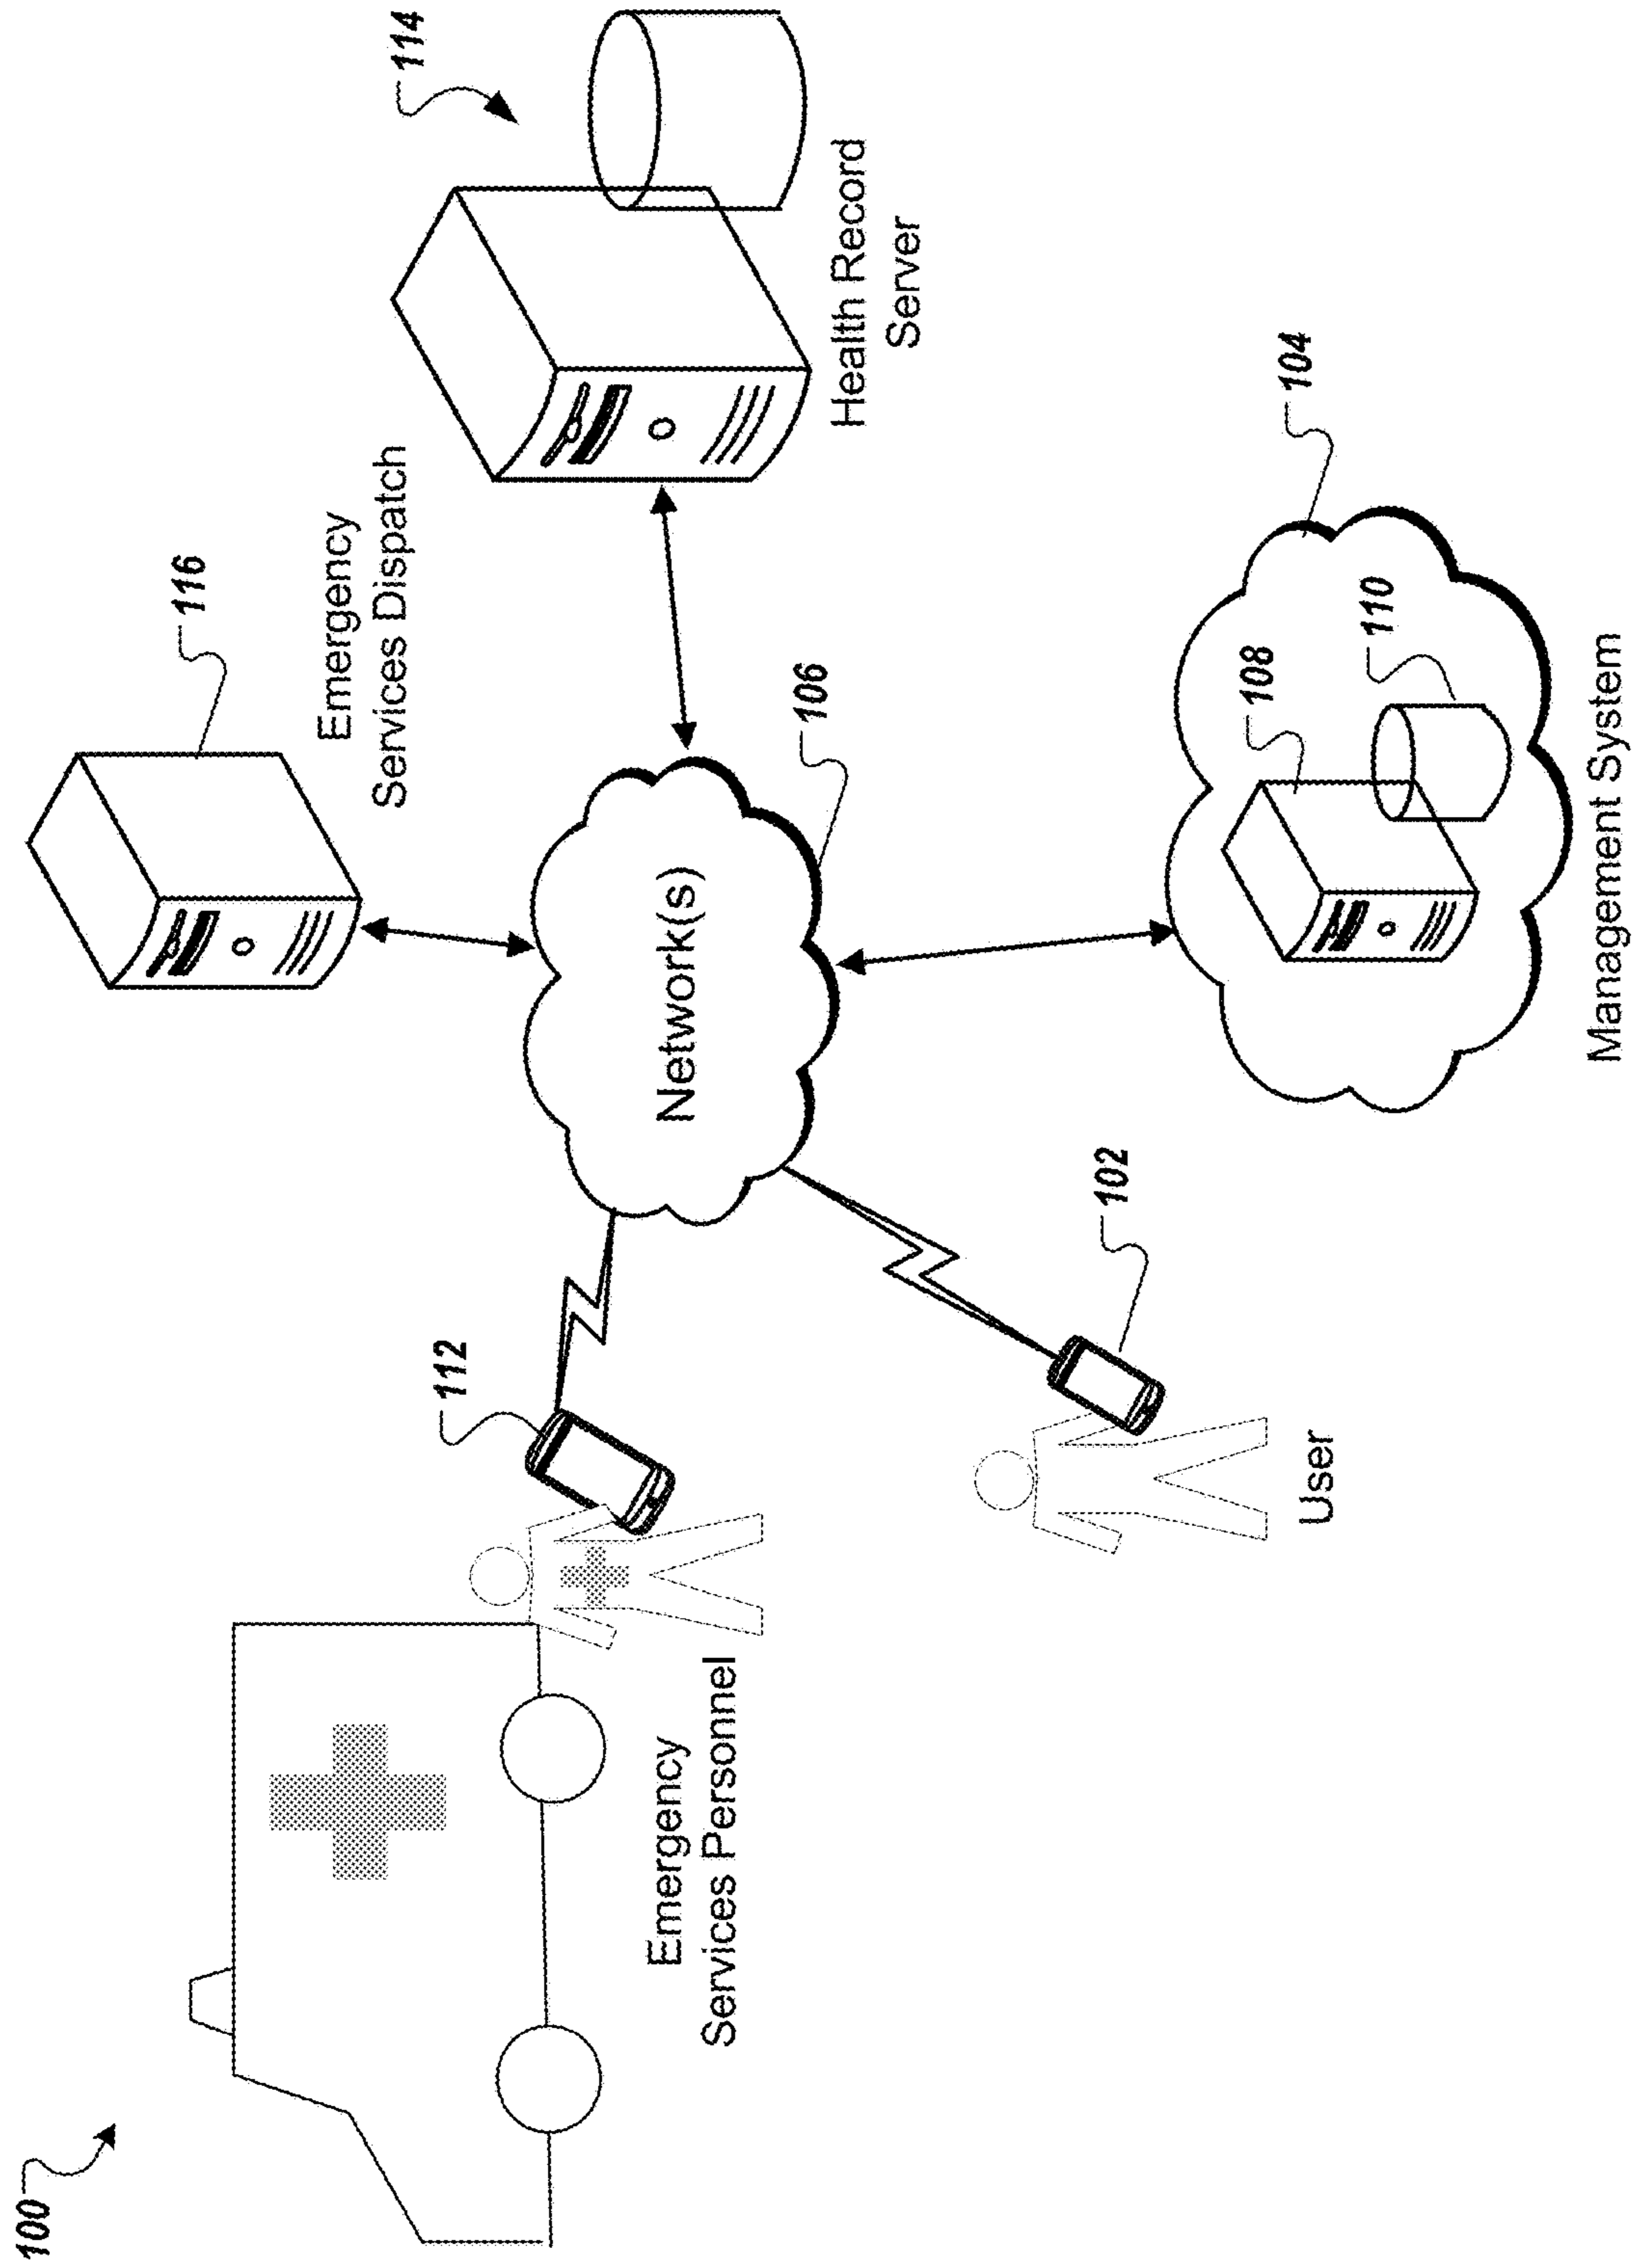 100
116
Emergency
Services Dispatch
114
Health Record
Server
112
Emergency
Services Personnel
Network(s)
106
102
User
104
108
110
Management System